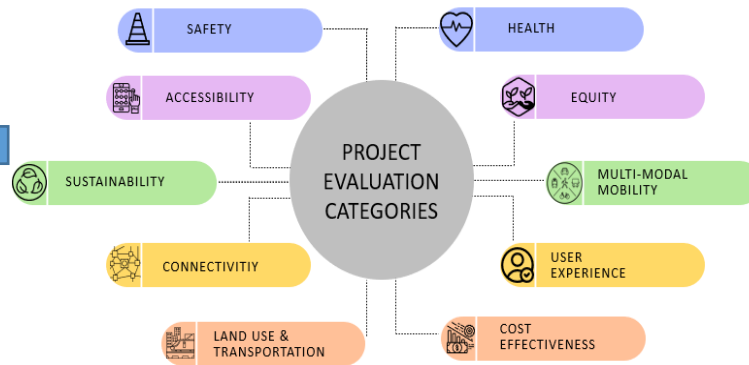 SAFETY
HEALTH
ACCESSIBILITY
EQUITY
PROJECT
EVALUATION
CATEGORIES
SUSTAINABILITY
MULTI-MODAL
MOBILITY
CONNECTIVITIY
USER
EXPERIENCE
LAND USE &
TRANSPORTATION
COST
EFFECTIVENESS